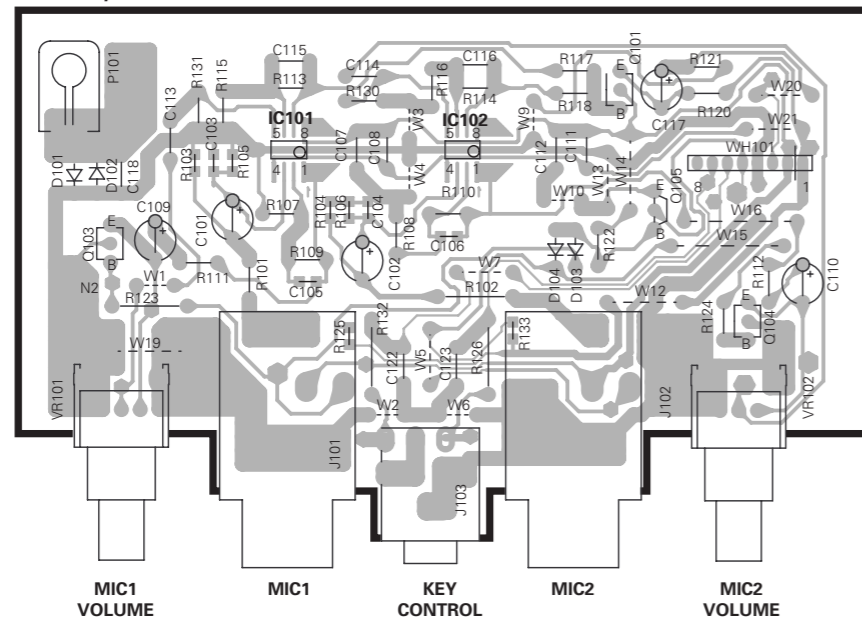 C115
C114
C116
R117
Q101
R121
P101
R131
R115
R113
R130
R116
R114
R118
E
B
W20
C113
IC101
W3
IC102
W9
C117
R120
W21
5 8
5 8
D101
D102
C118
R103
C103
R105
C107
C108
C112
C111
WH101
4 1
W4
4 1
W13
W14
8
1
R107
R104
R106
C104
R110
W10
E
Q105
B
C109
C101
R108
C106
R122
W16
Q103
E
B
R109
W15
W1
R111
R101
C105
C102
W7
D104
D103
R112
C110
N2
R123
R102
W12
E
R132
R124
Q104
B
R125
R133
W19
C122
W5
C123
R126
VR101
W2
W6
J102
VR102
J101
J103
MIC1
VOLUME
MIC1
KEY
CONTROL
MIC2
MIC2
VOLUME